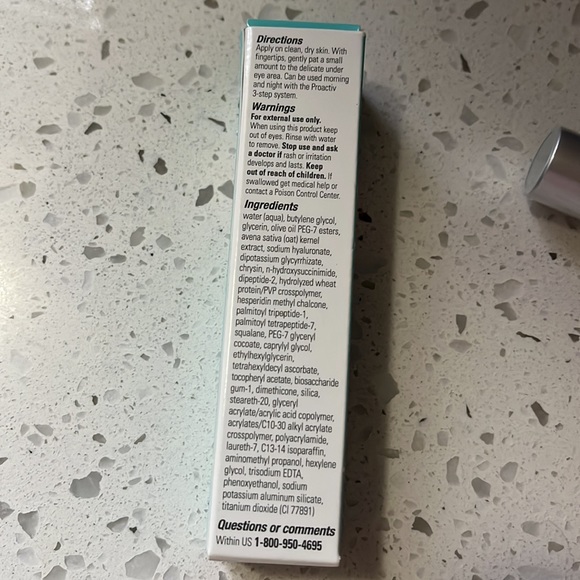 Directions
Apply on clean, dry skin. With
fingertips, gently pat a small
amount to the delicate under
eye area. Can be used morning
and night with the Proactiv
3-step system.
Warnings
For external use only.
When using this product keep
out of eyes. Rinse with water
to remove. Stop use and ask
a doctor if rash or irritation
develops and lasts. Keep
out of reach of children. If
swallowed get medical help or
contact a Poison Control Center.
Ingredients
water (aqua), butylene glycol,
glycerin, olive oil PEG-7 esters,
avena sativa (oat) kernel
extract, sodium hyaluronate,
dipotassium glycyrrhizate,
chrysin, n-hydroxysuccinimide,
dipeptide-2, hydrolyzed wheat
protein/PVP crosspolymer,
hesperidin methyl chalcone,
palmitoyl tripeptide-1,
palmitoyl tetrapeptide-7,
squalane, PEG-7 glyceryl
cocoate, caprylyl glycol,
ethylhexylglycerin,
tetrahexyldecyl ascorbate,
tocopheryl acetate, biosaccharide
gum-1, dimethicone, silica,
steareth-20, glyceryl
acrylate/acrylic acid copolymer,
acrylates/C10-30 alkyl acrylate
crosspolymer, polyacrylamide,
laureth-7, C13-14 isoparaffin,
aminomethyl propanol, hexylene
glycol, trisodium EDTA,
phenoxyethanol, sodium
potassium aluminum silicate,
titanium dioxide (CI 77891)
Questions or comments
Within US 1-800-950-4695